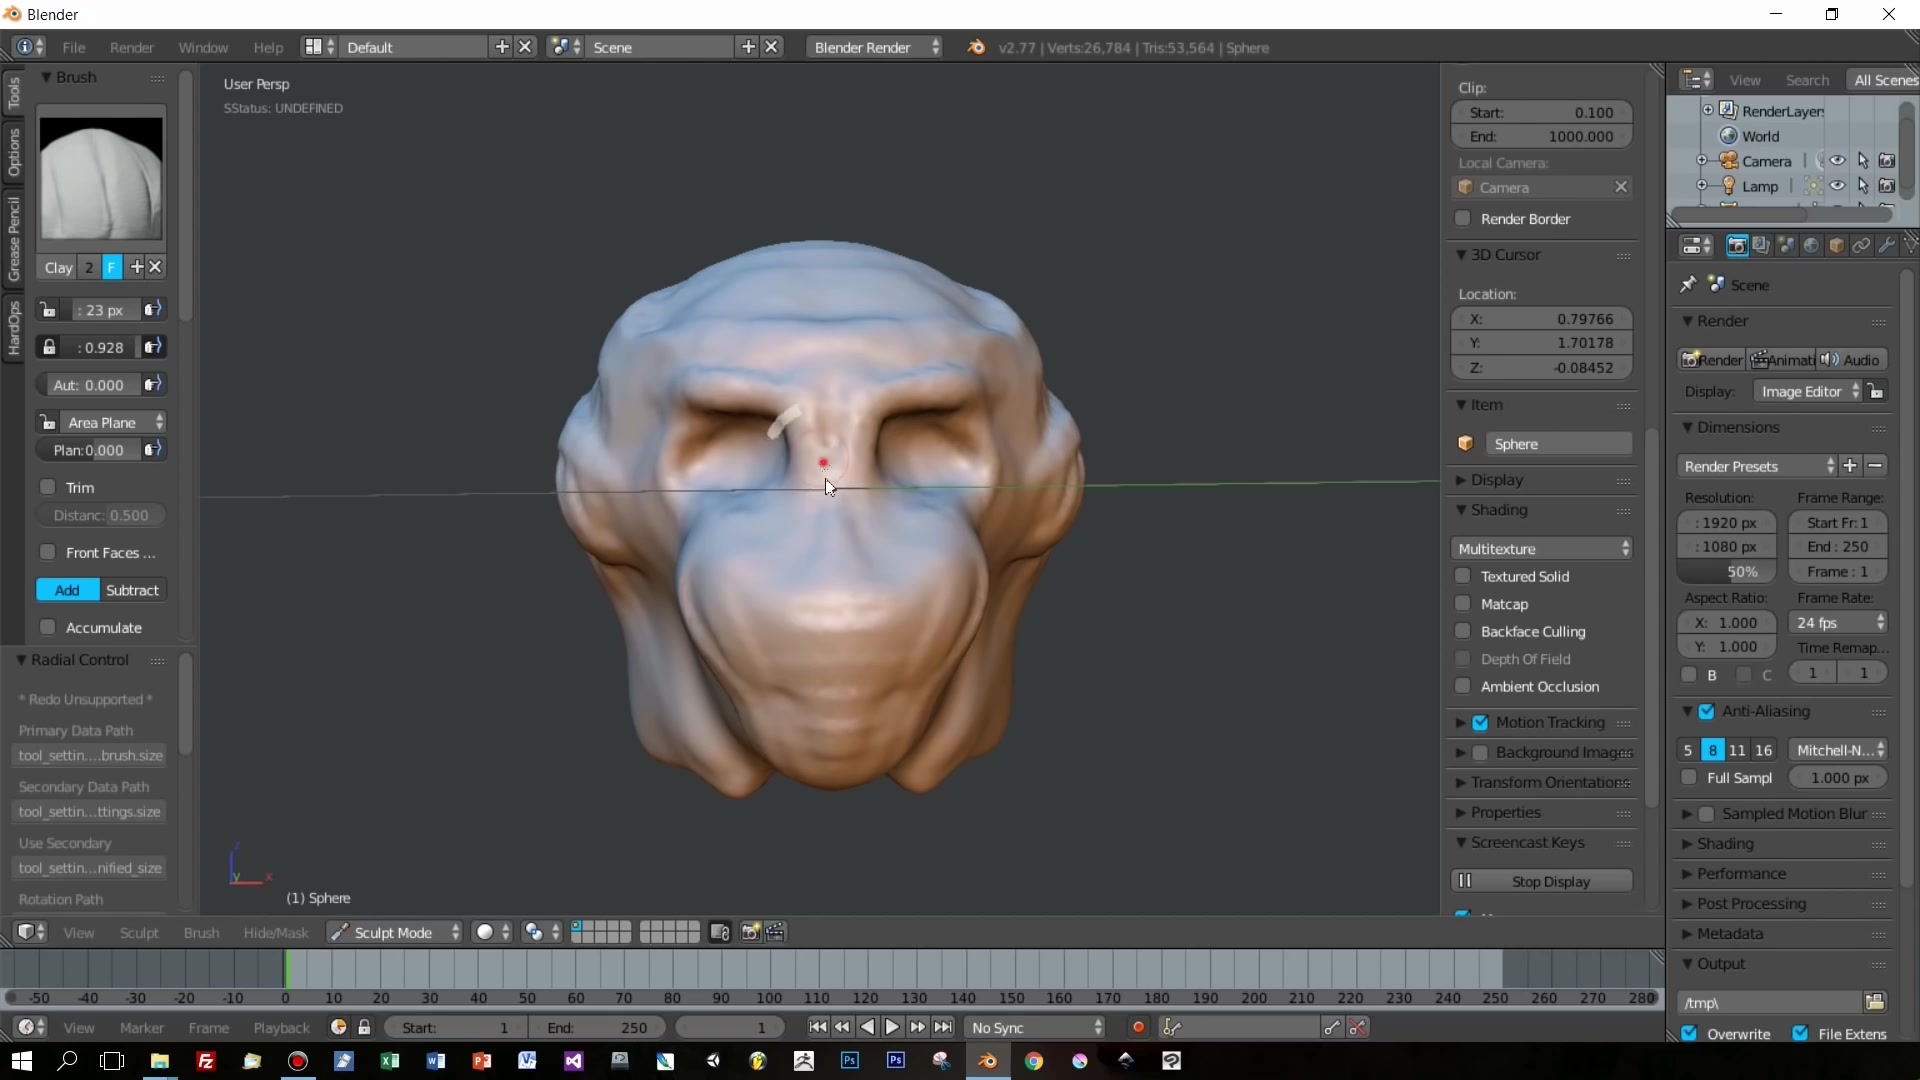 Blender
File Render Window Help Default Scene Blender Render v2.77 | Verts:26,784 | Tris:53,564 | Sphere
Tools
Options
Grease Pencil
HardOps
Brush
Clay 2 F
: 23 px
: 0.928
Aut: 0.000
Area Plane
Plan: 0.000
Trim
Distanc: 0.500
Front Faces ...
Add Subtract
Accumulate
Radial Control
* Redo Unsupported *
Primary Data Path
tool_settin....brush.size
Secondary Data Path
tool_settin...ttings.size
Use Secondary
tool_settin...nified_size
Rotation Path
User Persp
SStatus: UNDEFINED
z
y x
(1) Sphere
Clip:
Start: 0.100
End: 1000.000
Local Camera:
Camera
Render Border
3D Cursor
Location:
X: 0.79766
Y: 1.70178
Z: -0.08452
Item
Sphere
Display
Shading
Multitexture
Textured Solid
Matcap
Backface Culling
Depth Of Field
Ambient Occlusion
Motion Tracking
Background Images
Transform Orientations
Properties
Screencast Keys
Stop Display
View Search All Scenes
RenderLayers
World
Camera
Lamp
Scene
Render
Render Animati Audio
Display: Image Editor
Dimensions
Render Presets
Resolution: Frame Range:
: 1920 px Start Fr: 1
: 1080 px End : 250
50% Frame : 1
Aspect Ratio: Frame Rate:
X: 1.000 24 fps
Y: 1.000 Time Remap...
B C 1 1
Anti-Aliasing
5 8 11 16 Mitchell-N...
Full Sampl 1.000 px
Sampled Motion Blur
Shading
Performance
Post Processing
Metadata
Output
/tmp\
Overwrite File Extens
View Sculpt Brush Hide/Mask Sculpt Mode
-50 -40 -30 -20 -10 0 10 20 30 40 50 60 70 80 90 100 110 120 130 140 150 160 170 180 190 200 210 220 230 240 250 260 270 280
View Marker Frame Playback Start: 1 End: 250 1 No Sync